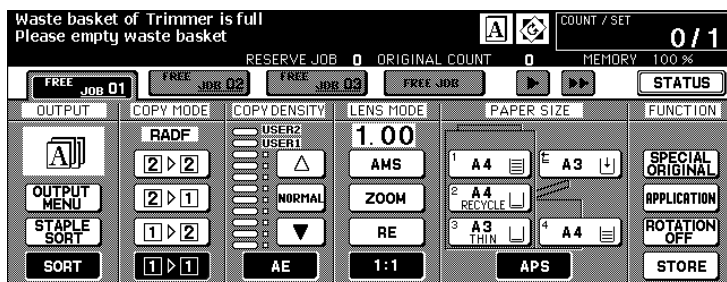 Waste basket of Trimmer is full
Please empty waste basket
A
COUNT / SET
0/1
RESERVE JOB 0 ORIGINAL COUNT 0 MEMORY 100 %
FREE JOB 01
FREE JOB 02
FREE JOB 03
FREE JOB
STATUS
OUTPUT
COPY MODE
COPY DENSITY
LENS MODE
PAPER SIZE
FUNCTION
A
OUTPUT
MENU
STAPLE
SORT
SORT
RADF
2▷2
2▷1
1▷2
1▷1
USER2
USER1
NORMAL
AE
1.00
AMS
ZOOM
RE
1:1
1 A4
A3
2 A4
RECYCLE
3 A3
THIN
4 A4
APS
SPECIAL
ORIGINAL
APPLICATION
ROTATION
OFF
STORE